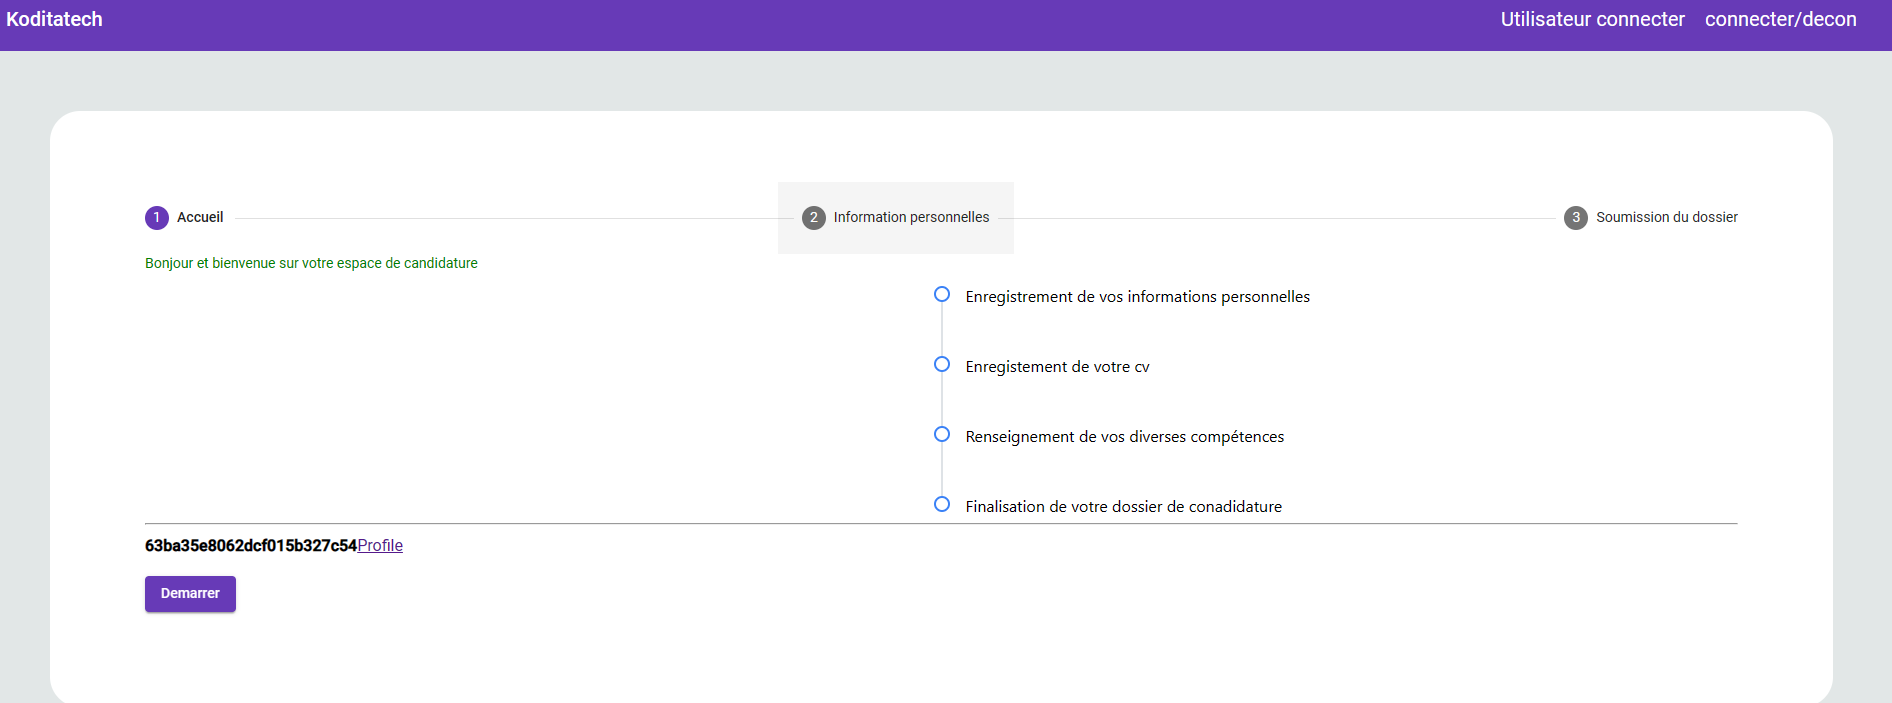 Koditatech Utilisateur connecter connecter/decon
1 Accueil 2 Information personnelles 3 Soumission du dossier
Bonjour et bienvenue sur votre espace de candidature
Enregistrement de vos informations personnelles
Enregistement de votre cv
Renseignement de vos diverses compétences
Finalisation de votre dossier de conadidature
63ba35e8062dcf015b327c54Profile
Demarrer